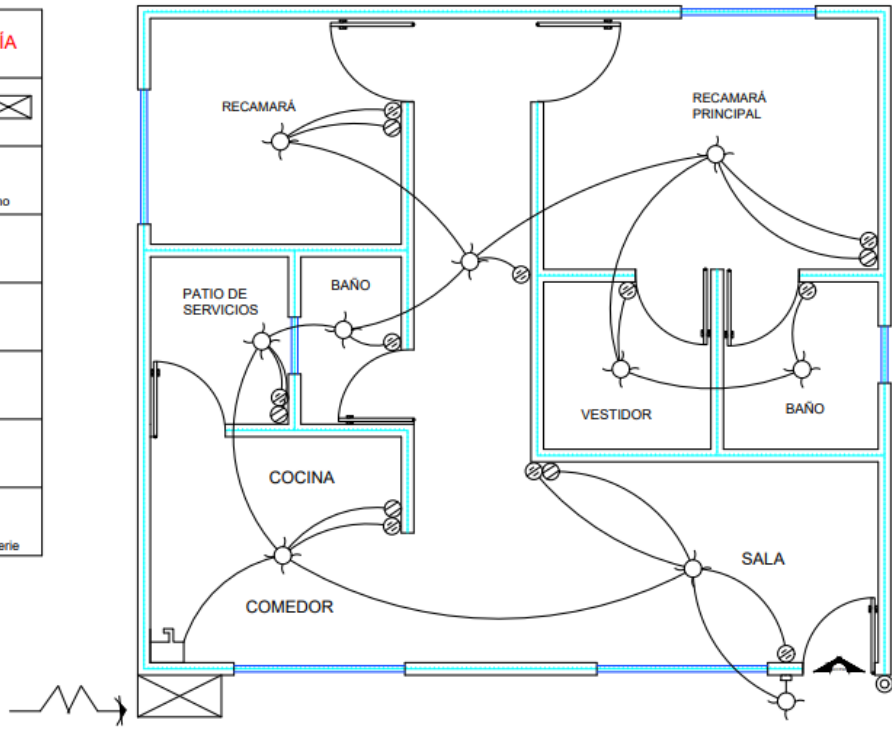 ÍA
no
erie
RECAMARÁ
RECAMARÁ
PRINCIPAL
PATIO DE
SERVICIOS
BAÑO
VESTIDOR
BAÑO
COCINA
SALA
COMEDOR